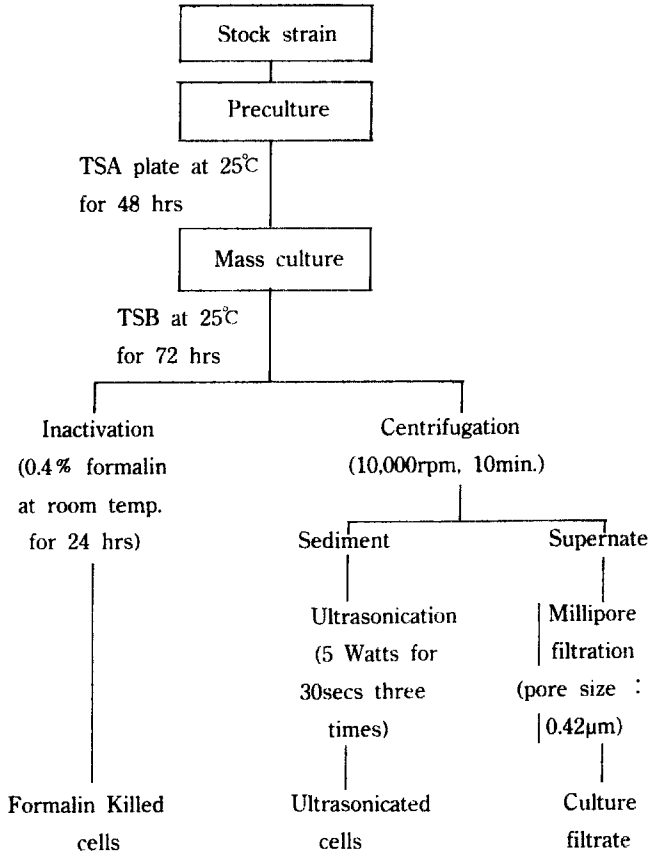 Stock strain
Preculture
TSA plate at 25℃
for 48 hrs
Mass culture
TSB at 25℃
for 72 hrs
Inactivation
(0.4% formalin
at room temp.
for 24 hrs)
Centrifugation
(10,000rpm, 10min.)
Sediment
Supernate
Ultrasonication
(5 Watts for
30secs three
times)
Millipore
filtration
(pore size :
0.42μm)
Formalin Killed
cells
Ultrasonicated
cells
Culture
filtrate